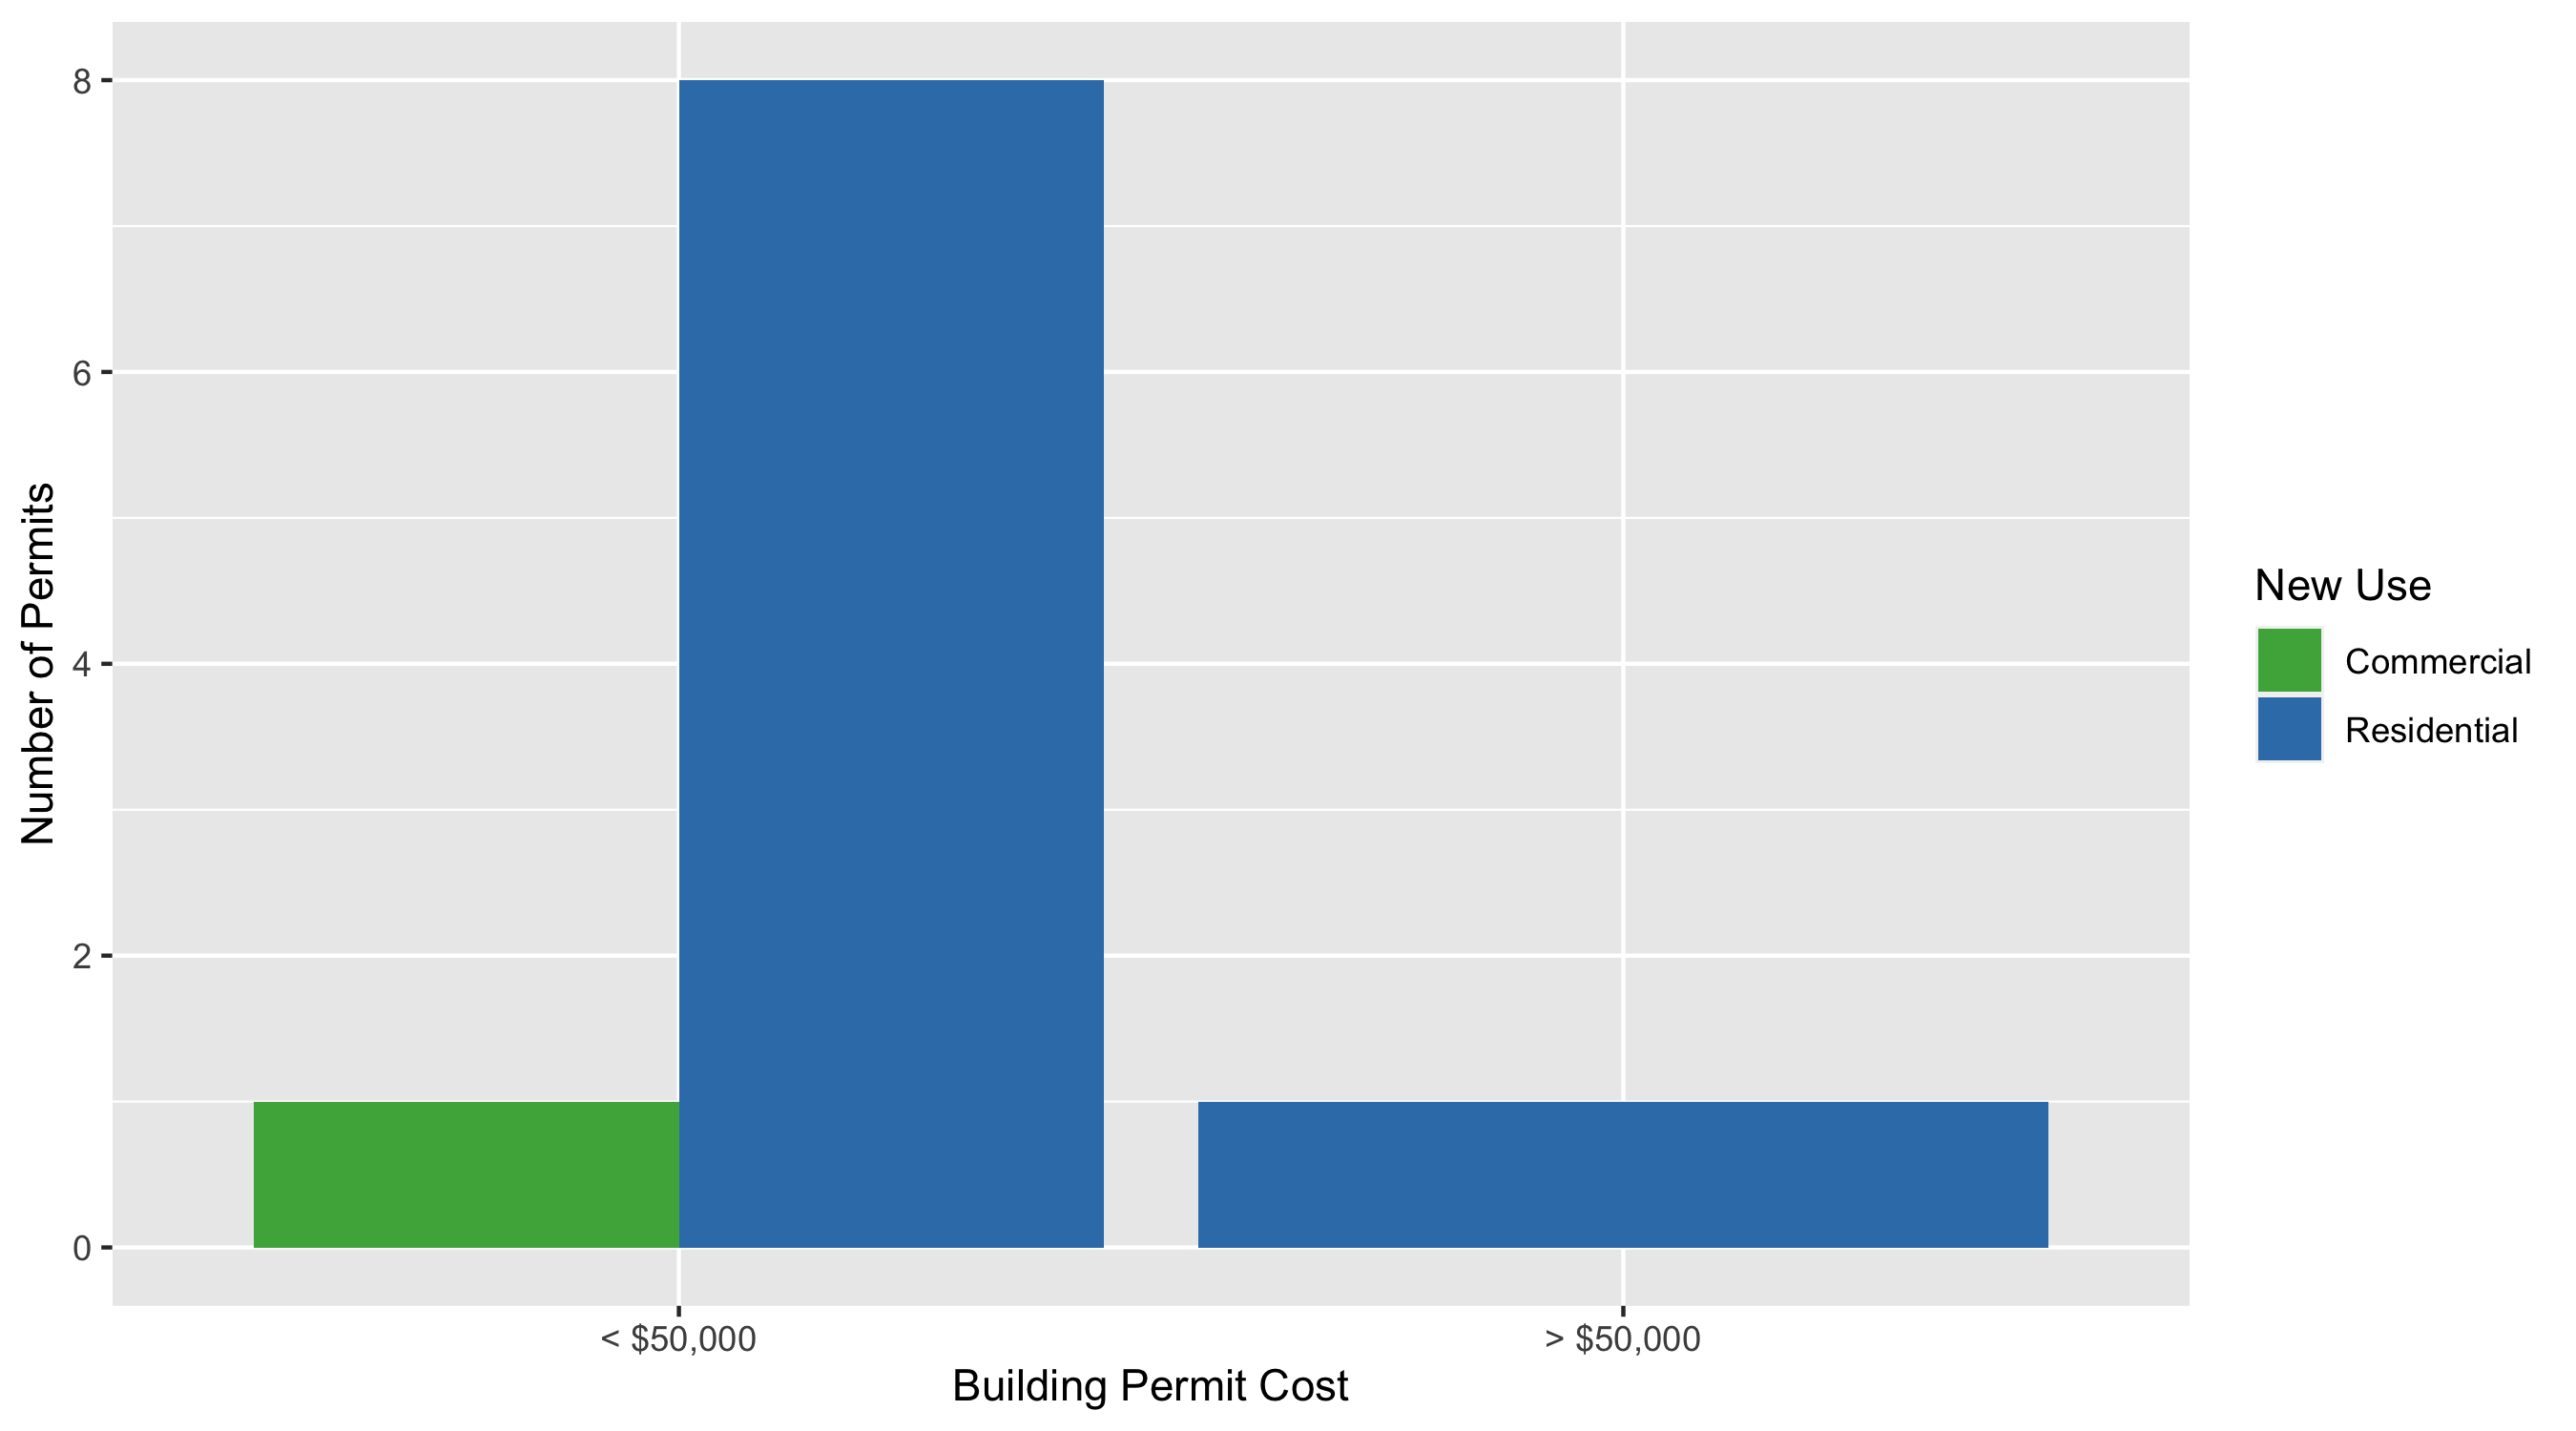 8
6
4
2
0
Number of Permits
< $50,000
> $50,000
Building Permit Cost
New Use
Commercial
Residential